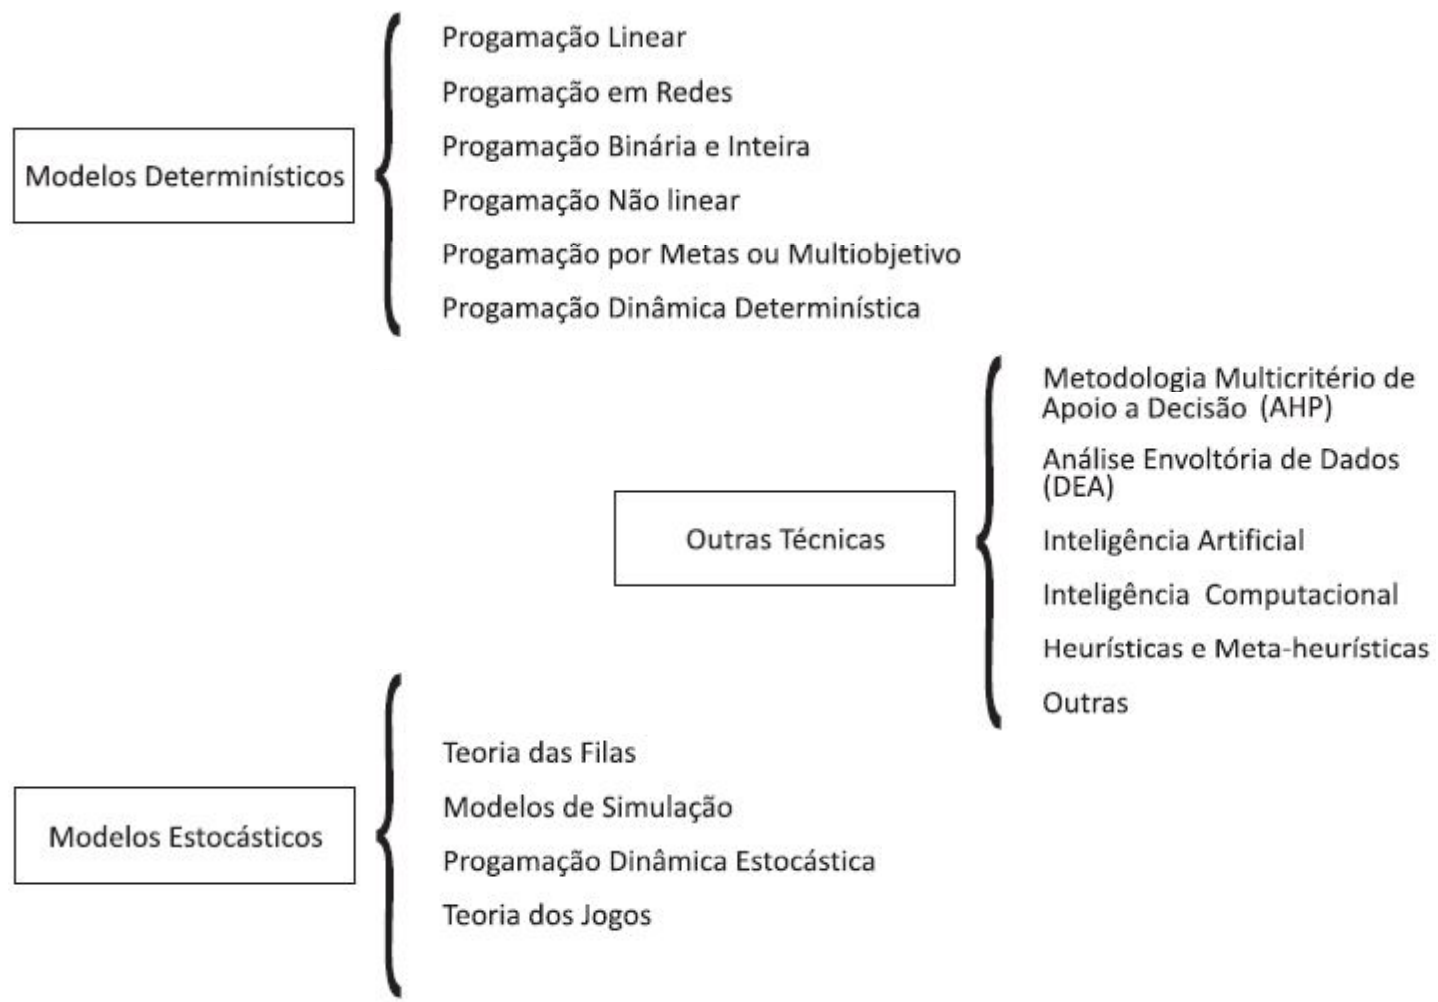 Modelos Determinísticos
Progamação Linear
Progamação em Redes
Progamação Binária e Inteira
Progamação Não linear
Progamação por Metas ou Multiobjetivo
Progamação Dinâmica Determinística
Outras Técnicas
Metodologia Multicritério de
Apoio a Decisão (AHP)
Análise Envoltória de Dados
(DEA)
Inteligência Artificial
Inteligência Computacional
Heurísticas e Meta-heurísticas
Outras
Modelos Estocásticos
Teoria das Filas
Modelos de Simulação
Progamação Dinâmica Estocástica
Teoria dos Jogos